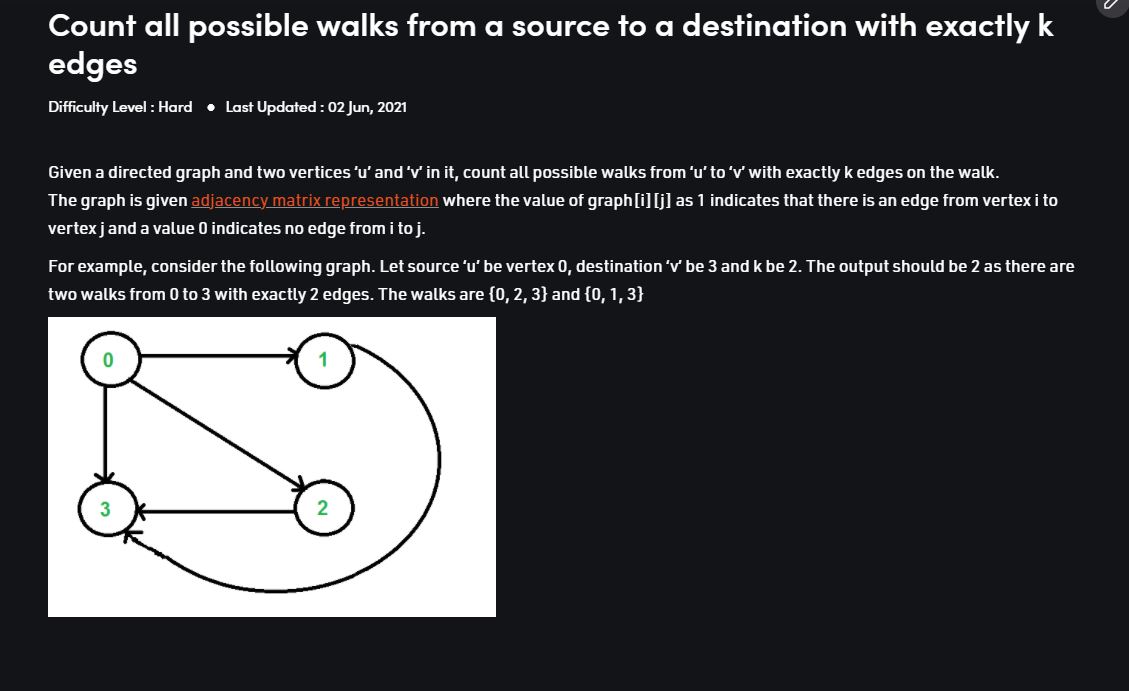 Count all possible walks from a source to a destination with exactly k
edges
Difficulty Level : Hard • Last Updated : 02 Jun, 2021
Given a directed graph and two vertices ‘u’ and ‘v’ in it, count all possible walks from ‘u’ to ‘v’ with exactly k edges on the walk.
The graph is given adjacency matrix representation where the value of graph[i][j] as 1 indicates that there is an edge from vertex i to
vertex j and a value 0 indicates no edge from i to j.
For example, consider the following graph. Let source ‘u’ be vertex 0, destination ‘v’ be 3 and k be 2. The output should be 2 as there are
two walks from 0 to 3 with exactly 2 edges. The walks are {0, 2, 3} and {0, 1, 3}
0 1
3 2